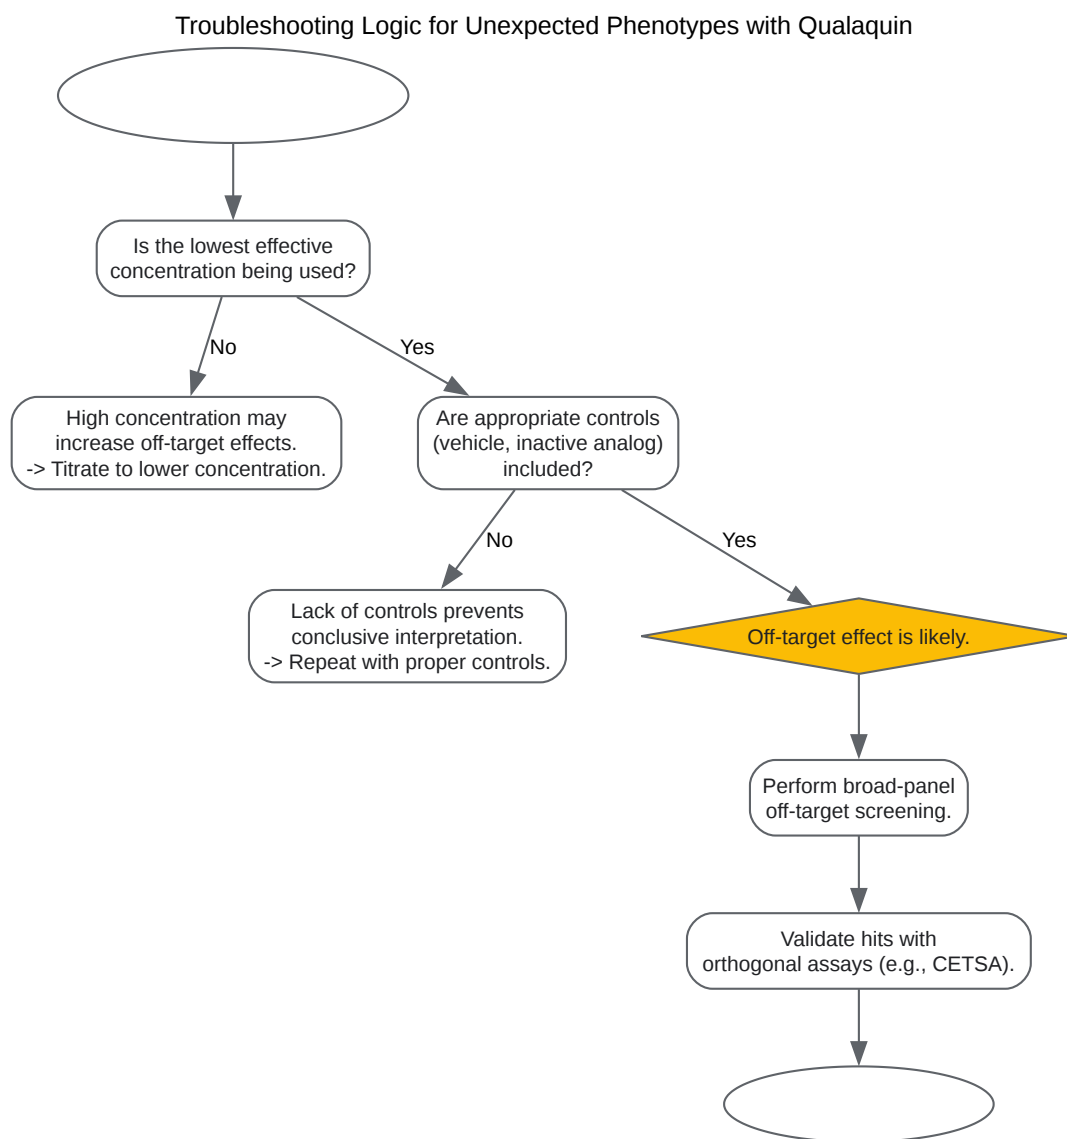 Troubleshooting Logic for Unexpected Phenotypes with Qualaquin
Is the lowest effective
concentration being used?
No
Yes
High concentration may
increase off-target effects.
-> Titrate to lower concentration.
Are appropriate controls
(vehicle, inactive analog)
included?
No
Yes
Lack of controls prevents
conclusive interpretation.
-> Repeat with proper controls.
Off-target effect is likely.
Perform broad-panel
off-target screening.
Validate hits with
orthogonal assays (e.g., CETSA).